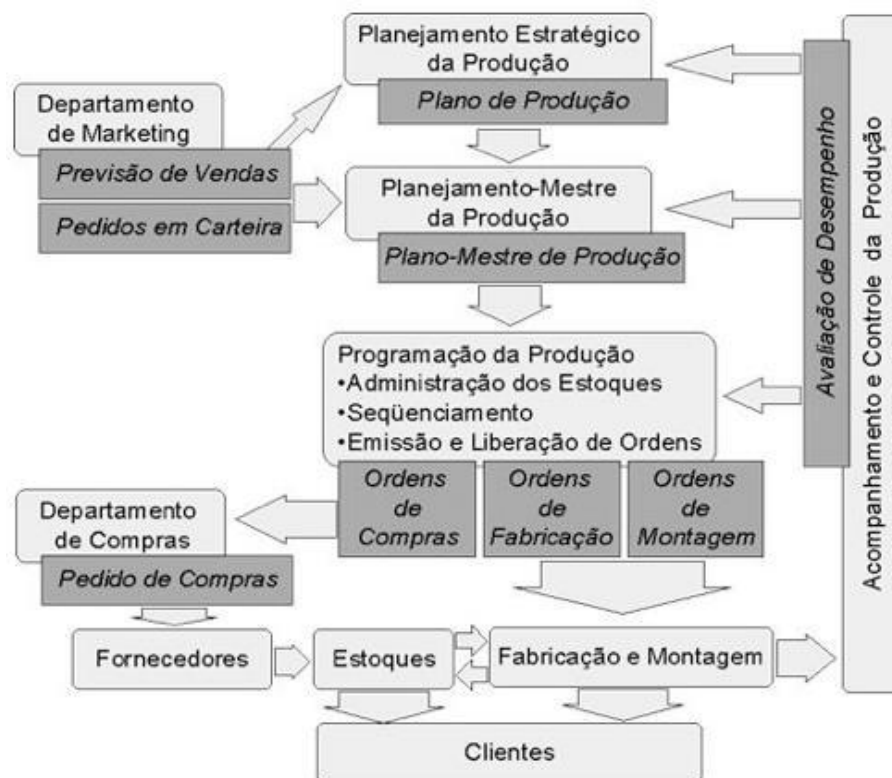 Planejamento Estratégico
da Produção
Plano de Produção
Departamento
de Marketing
Previsão de Vendas
Pedidos em Carteira
Planejamento-Mestre
da Produção
Plano-Mestre de Produção
Programação da Produção
•Administração dos Estoques
•Seqüenciamento
•Emissão e Liberação de Ordens
Ordens
de
Compras
Ordens
de
Fabricação
Ordens
de
Montagem
Departamento
de Compras
Pedido de Compras
Fornecedores
Estoques
Fabricação e Montagem
Clientes
Avaliação de Desempenho
Acompanhamento e Controle da Produção